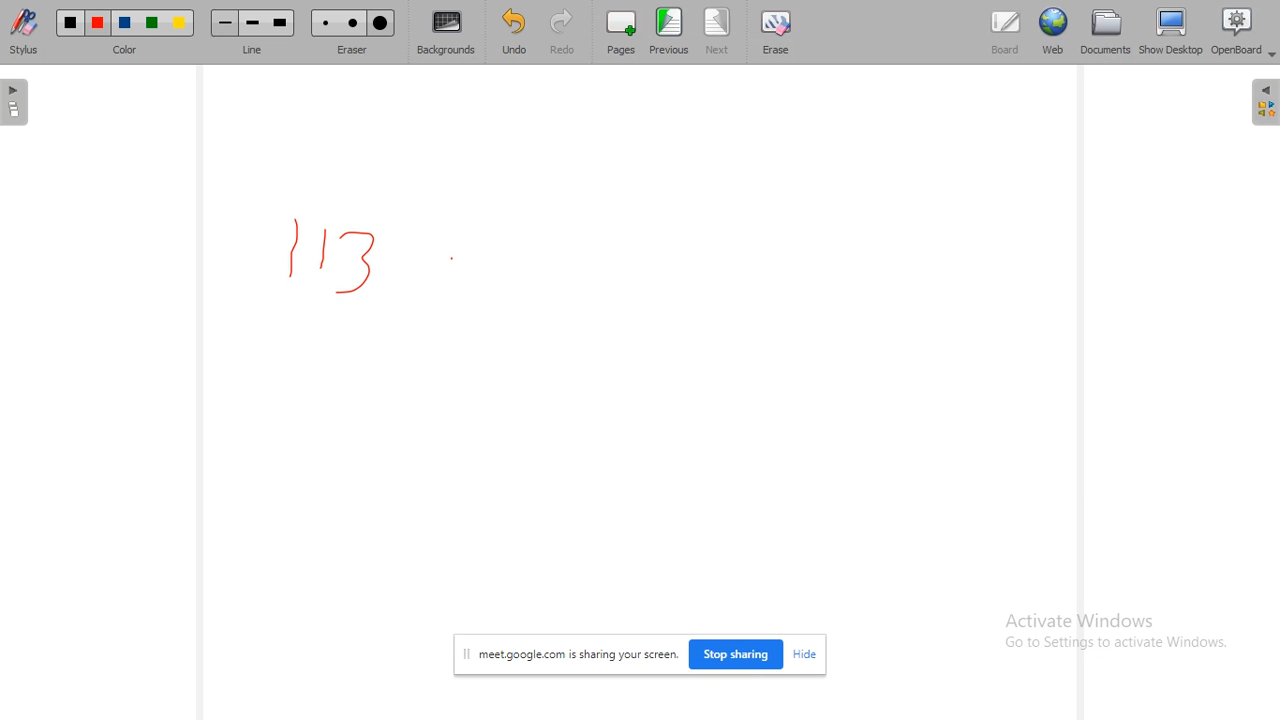 Stylus Color Line Eraser Backgrounds Undo Redo Pages Previous Next Erase Board Web Documents Show Desktop OpenBoard
113
Activate Windows
Go to Settings to activate Windows.
meet.google.com is sharing your screen. Stop sharing Hide